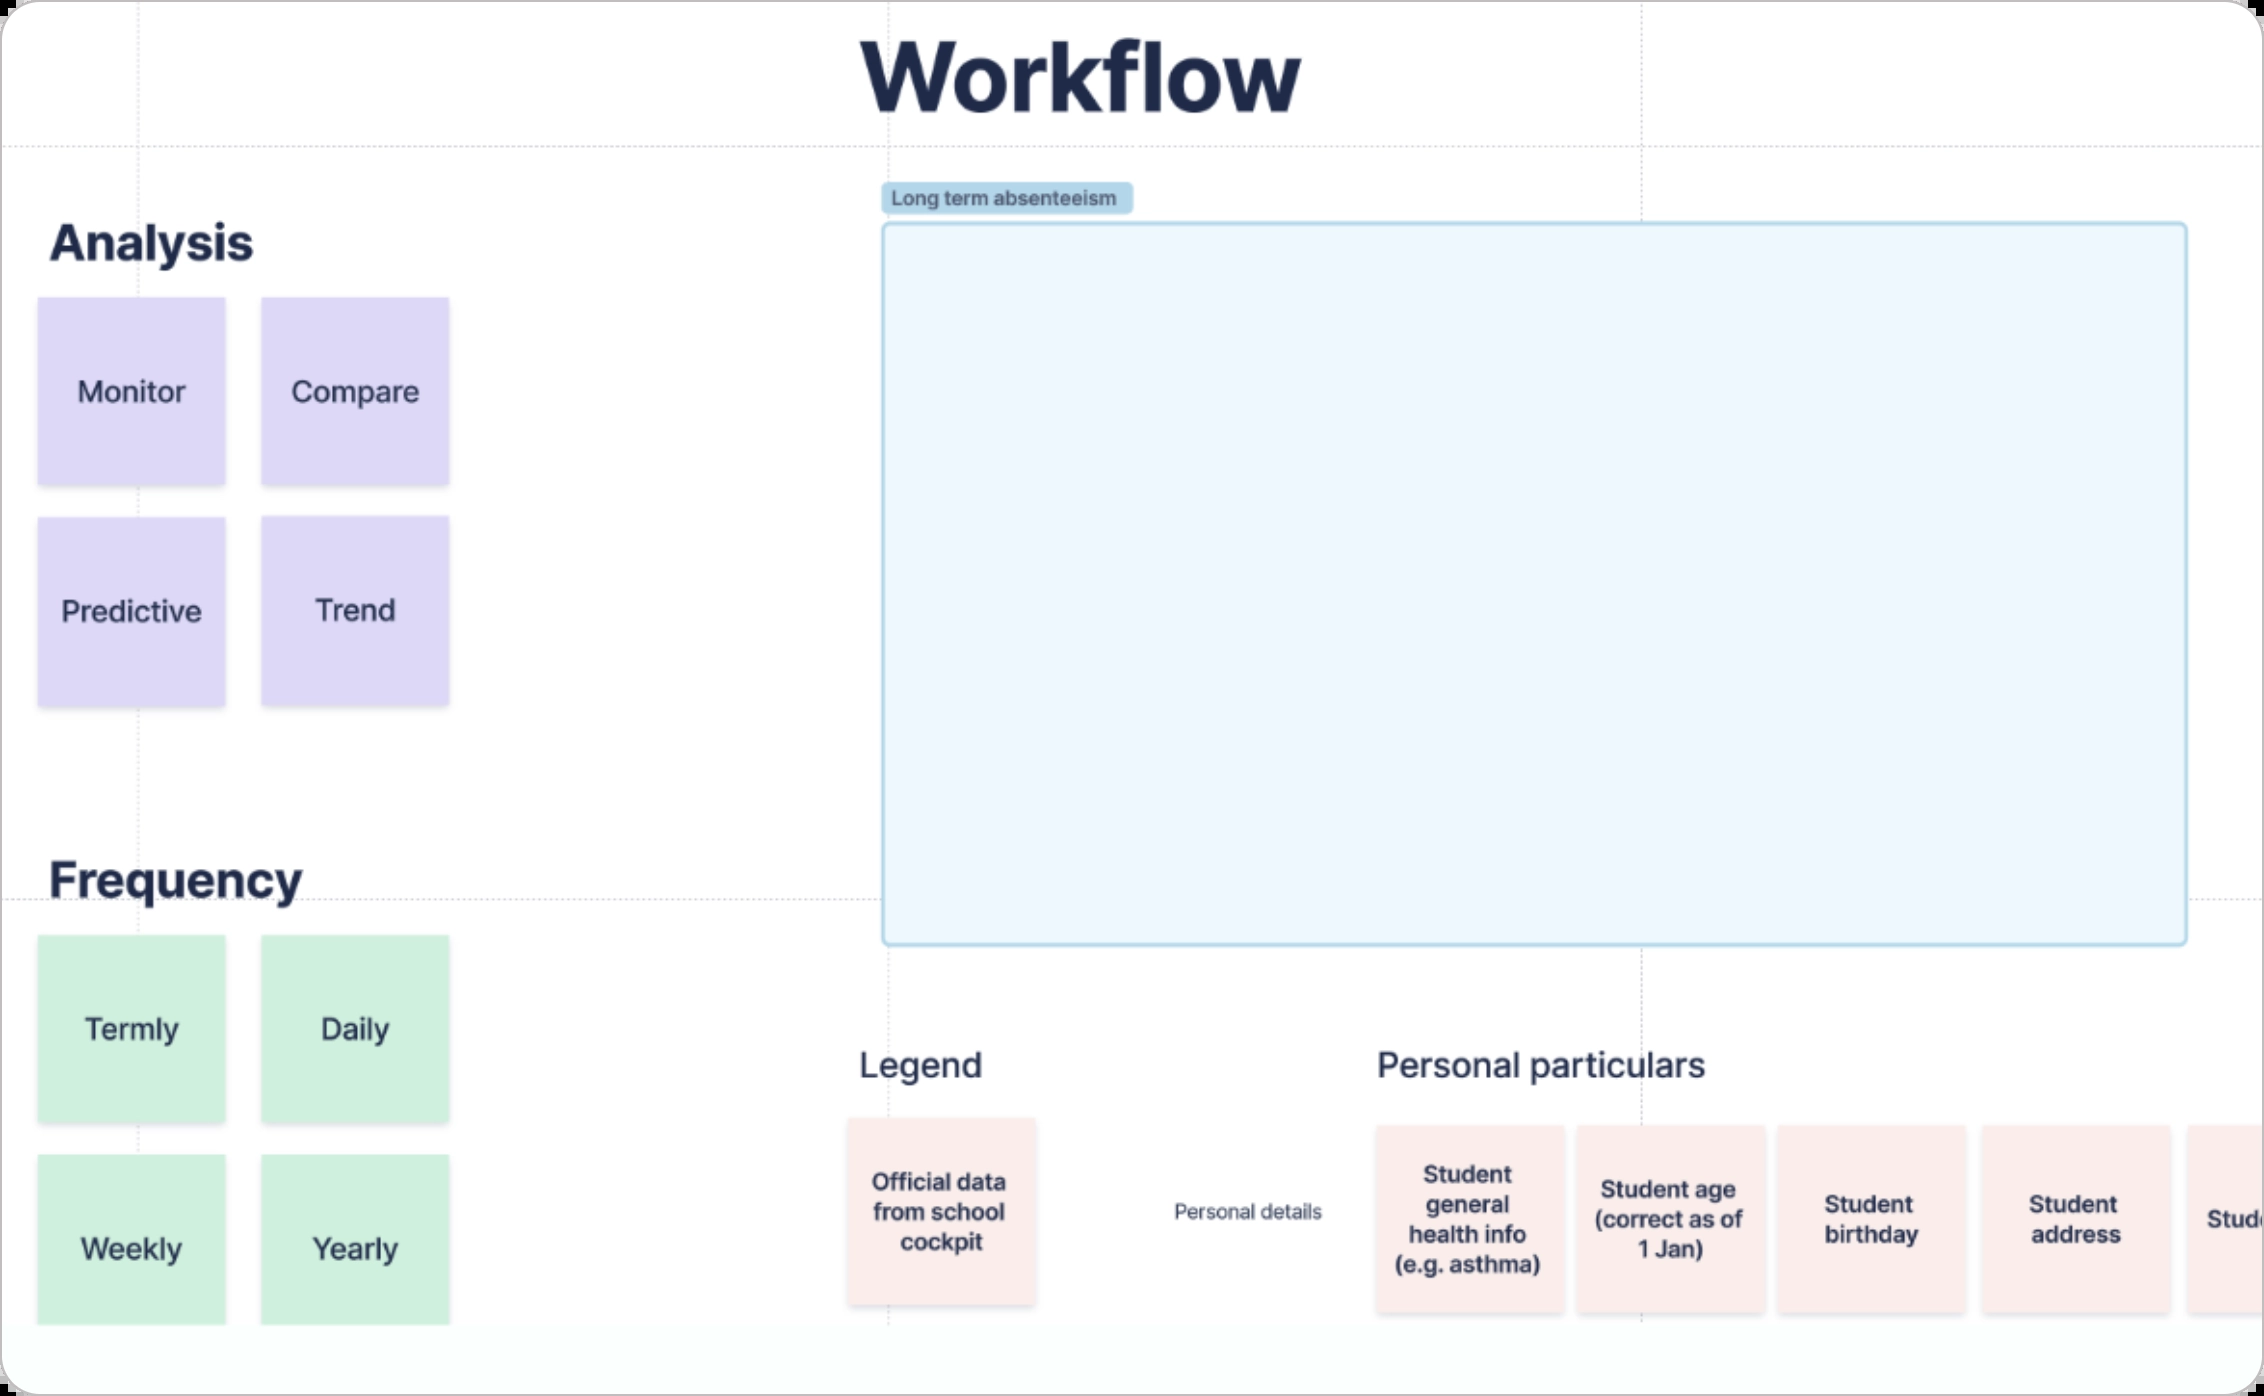 Workflow
Long term absenteeism
Analysis
Monitor
Compare
Predictive
Trend
Frequency
Termly
Daily
Weekly
Yearly
Legend
Official data
from school
cockpit
Personal details
Personal particulars
Student
general
health info
(e.g. asthma)
Student age
(correct as of
1 Jan)
Student
birthday
Student
address